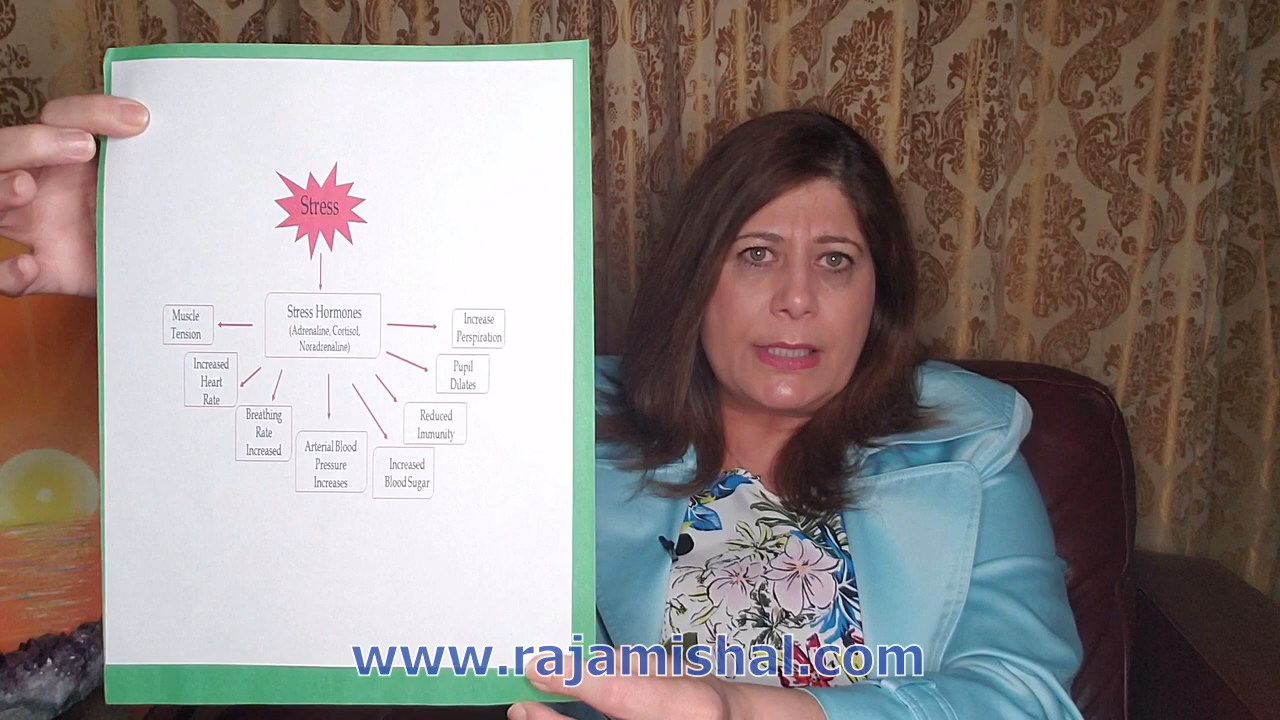 Stress
Stress Hormones
(Adrenaline, Cortisol,
Noradrenaline)
Muscle
Tension
Increased
Heart
Rate
Breathing
Rate
Increased
Arterial Blood
Pressure
Increases
Increased
Blood Sugar
Reduced
Immunity
Pupil
Dilates
Increase
Perspiration
www.rajamishal.com